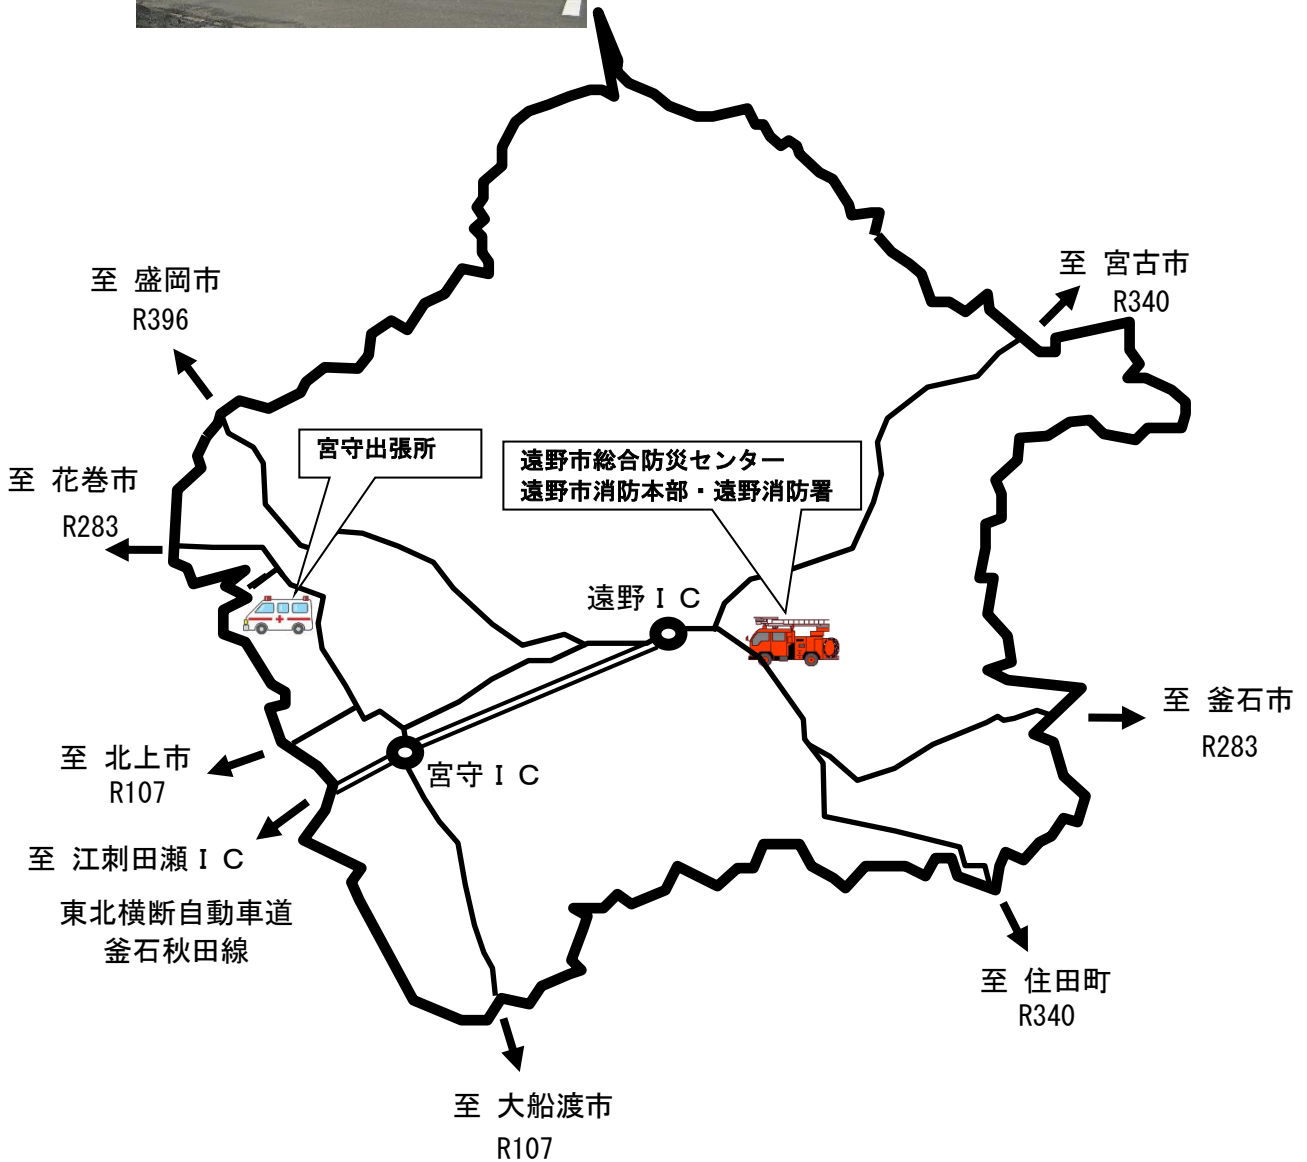 至 盛岡市
R396
至 宮古市
R340
宮守出張所
遠野市総合防災センター
遠野市消防本部・遠野消防署
至 花巻市
R283
遠野ＩＣ
至 釜石市
R283
至 北上市
R107
宮守ＩＣ
至 江刺田瀬ＩＣ
東北横断自動車道
釜石秋田線
至 住田町
R340
至 大船渡市
R107